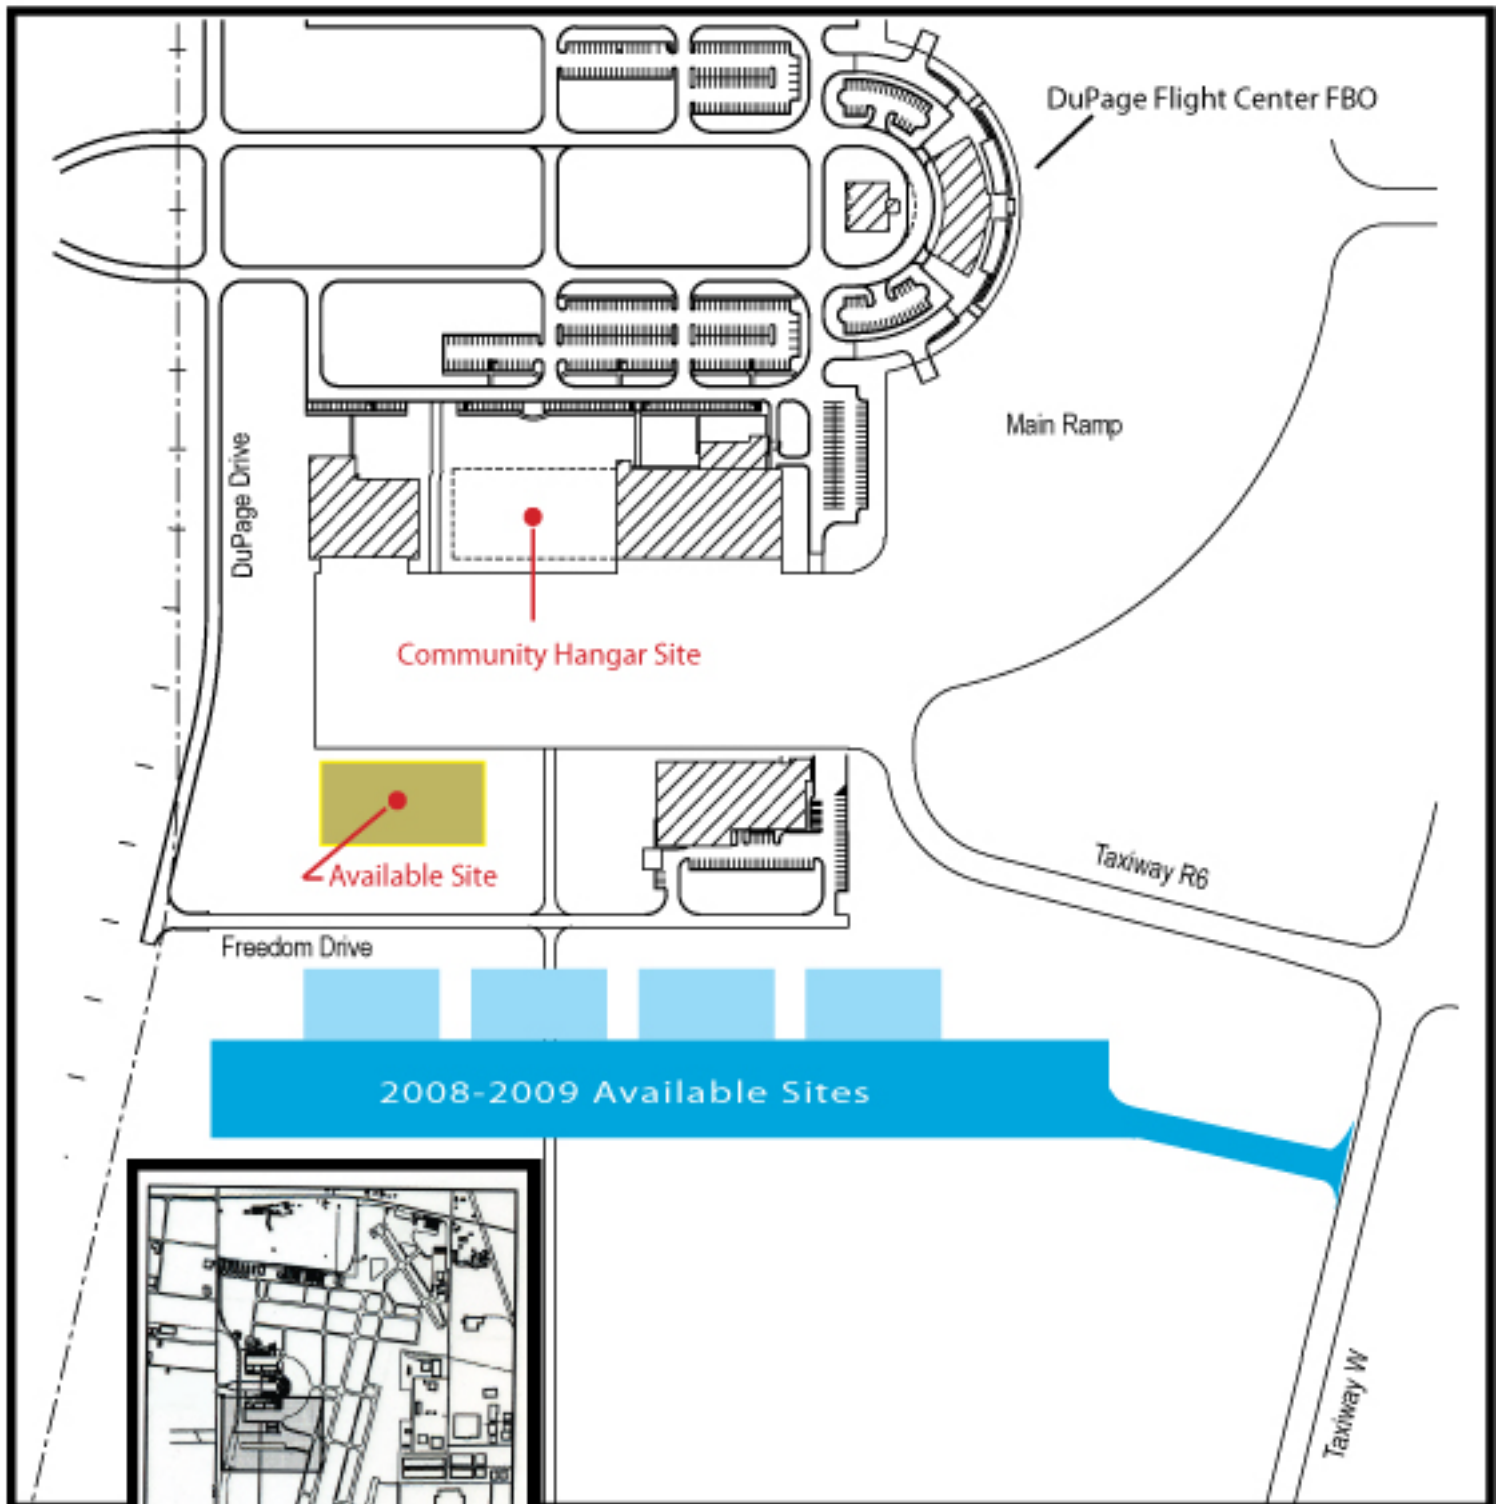 DuPage Flight Center FBO
Main Ramp
DuPage Drive
Community Hangar Site
Available Site
Taxiway R6
Freedom Drive
2008-2009 Available Sites
Taxiway W